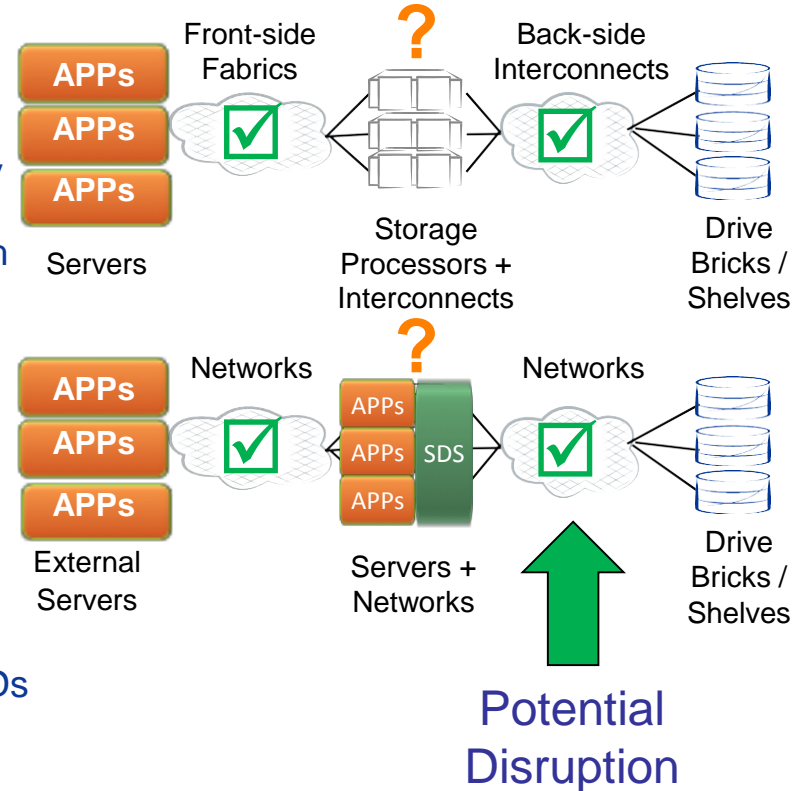 Front-side
Fabrics
?
Back-side
Interconnects
APPs
APPs
APPs
Servers
Storage
Processors +
Interconnects
Drive
Bricks /
Shelves
?
Networks
Networks
APPs
APPs
APPs
APPs
APPs
APPs
SDS
External
Servers
Servers +
Networks
Drive
Bricks /
Shelves
Potential
Disruption